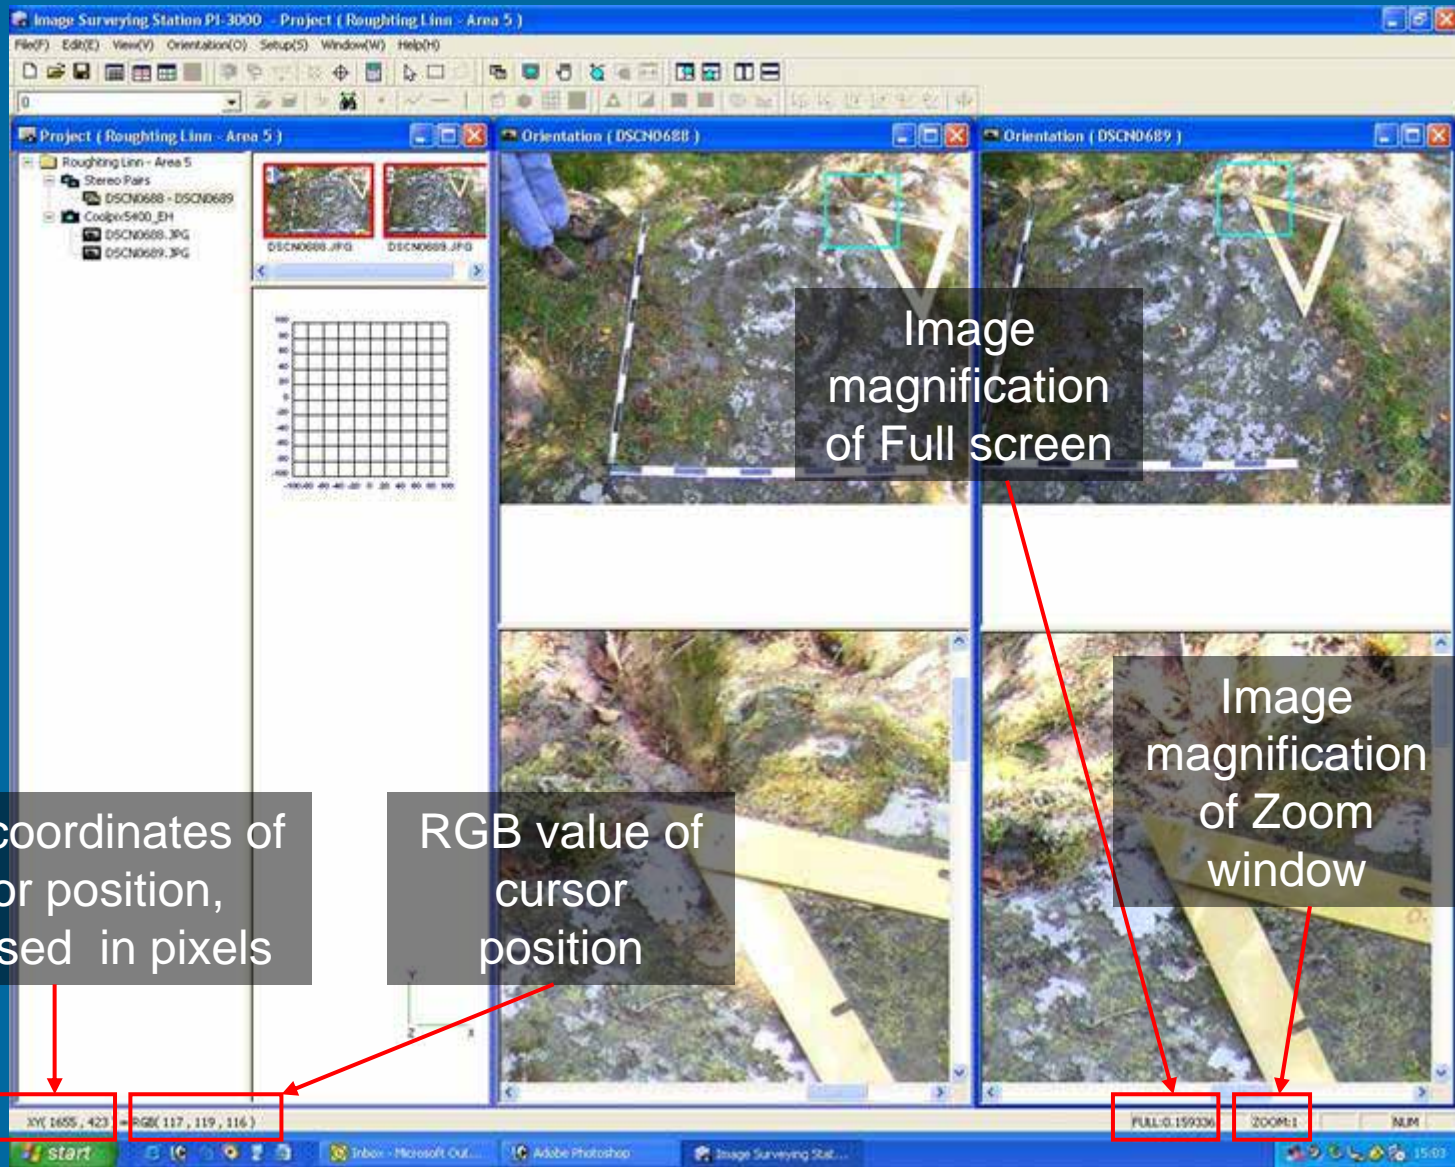 Image Surveying Station PI-3000 - Project ( Roughting Linn - Area 5 )
File(F) Edit(E) View(V) Orientation(O) Setup(S) Window(W) Help(H)
0
Project ( Roughting Linn - Area 5 )
Orientation ( DSCN0688 )
Orientation ( DSCN0689 )
Roughting Linn - Area 5
Stereo Pairs
DSCN0688 - DSCN0689
Coolpix5400_EH
DSCN0688.JPG
DSCN0689.JPG
1
DSCN0688.JPG DSCN0689.JPG
Image
magnification
of Full screen
Image
magnification
of Zoom
window
coordinates of
or position,
sed in pixels
RGB value of
cursor
position
Y
Z X
XY( 1655 , 423 ) = RGB( 117 , 119 , 116 )
FULL:0.159336 ZOOM:1 NUM
start
Inbox - Microsoft Out...
Adobe Photoshop
Image Surveying Stat...
15:03